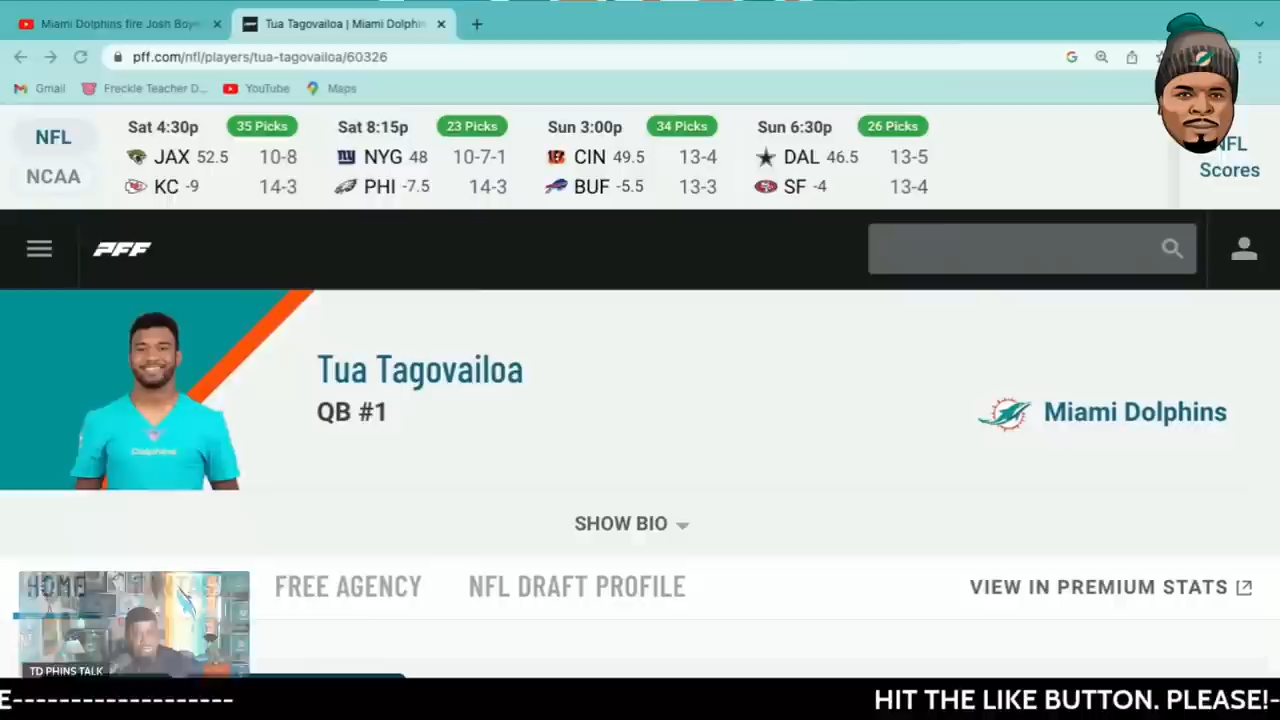 Miami Dolphins fire Josh Boye
Tua Tagovailoa | Miami Dolphin
pff.com/nfl/players/tua-tagovailoa/60326
Gmail Freckle Teacher D... YouTube Maps
NFL
NCAA
Sat 4:30p 35 Picks
JAX 52.5 10-8
KC -9 14-3
Sat 8:15p 23 Picks
NYG 48 10-7-1
PHI -7.5 14-3
Sun 3:00p 34 Picks
CIN 49.5 13-4
BUF -5.5 13-3
Sun 6:30p 26 Picks
DAL 46.5 13-5
SF -4 13-4
NFL
Scores
PFF
Tua Tagovailoa
QB #1
Miami Dolphins
Dolphins
SHOW BIO
HOME FREE AGENCY NFL DRAFT PROFILE VIEW IN PREMIUM STATS
TD PHINS TALK
E------------------- HIT THE LIKE BUTTON. PLEASE!-